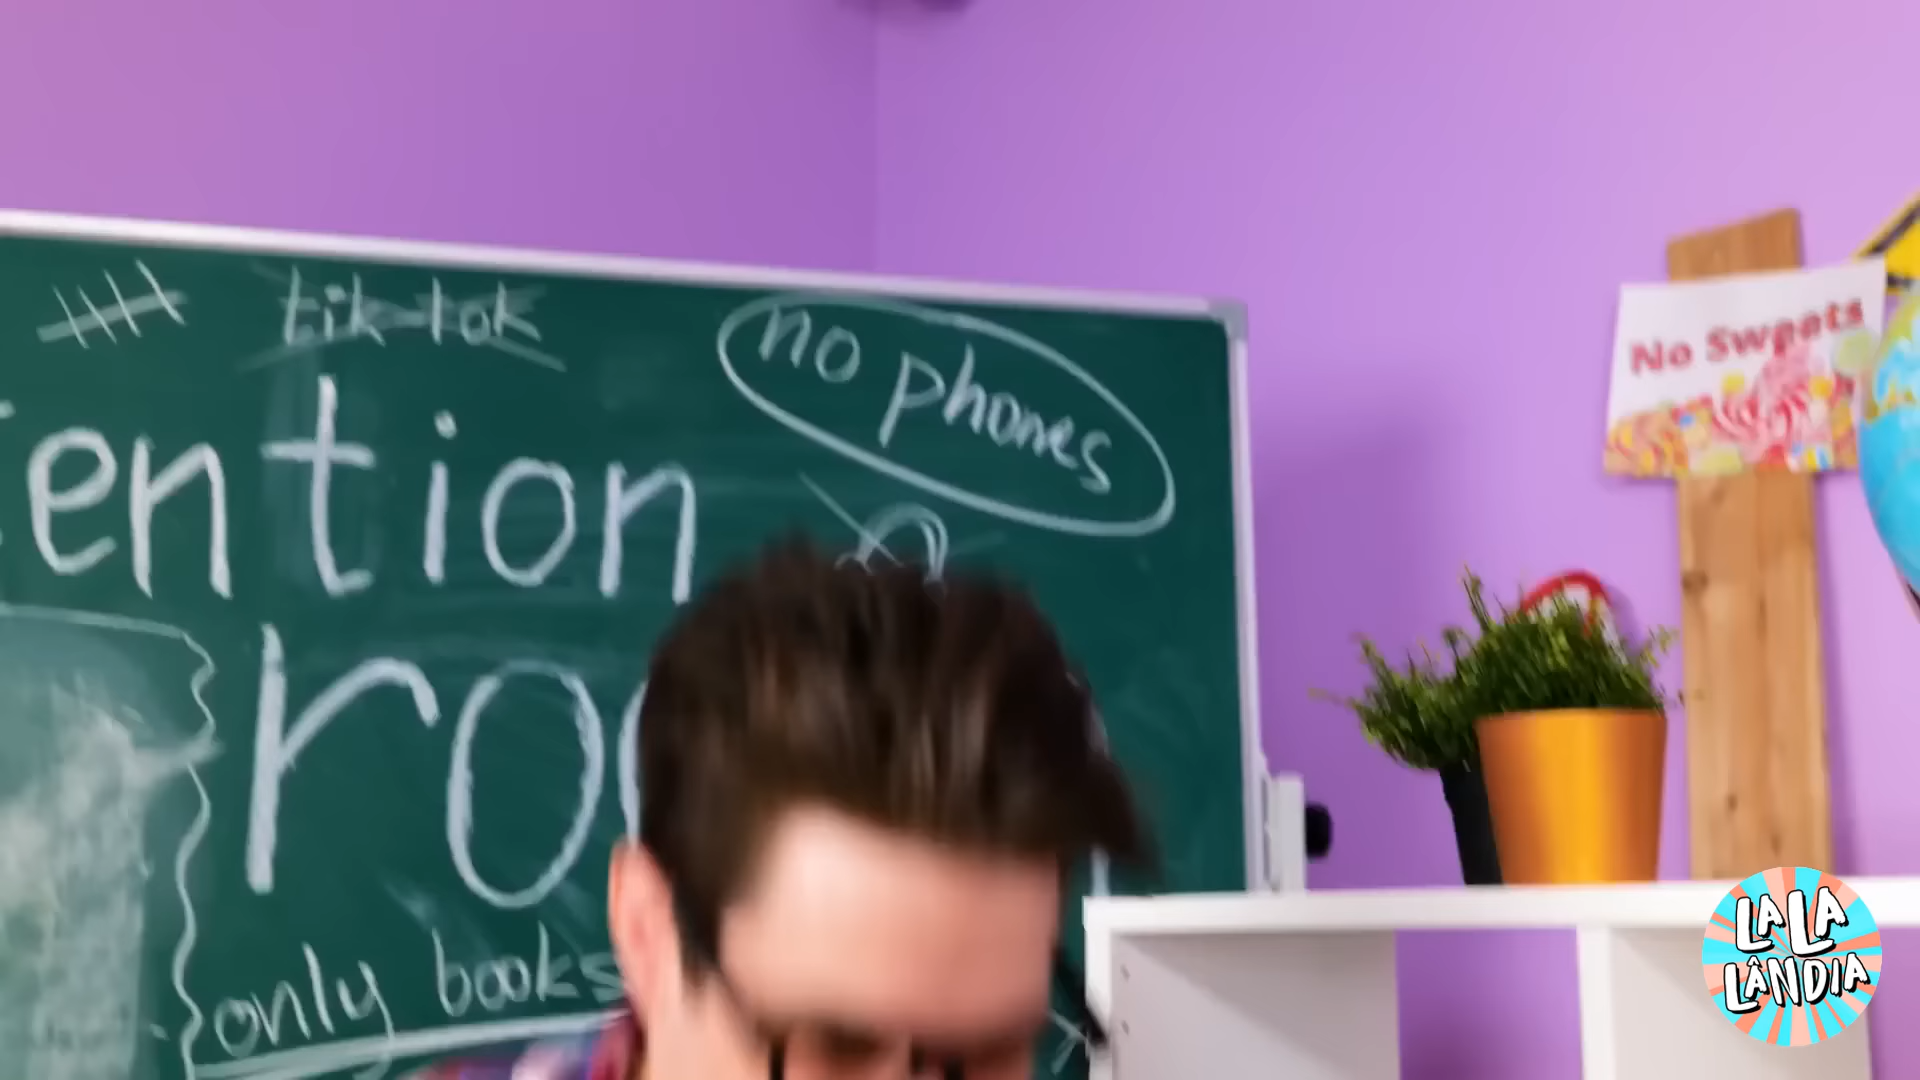 tik-tok
no phones
ention
ro
only books
No Sweets
LA LA
LÂNDIA